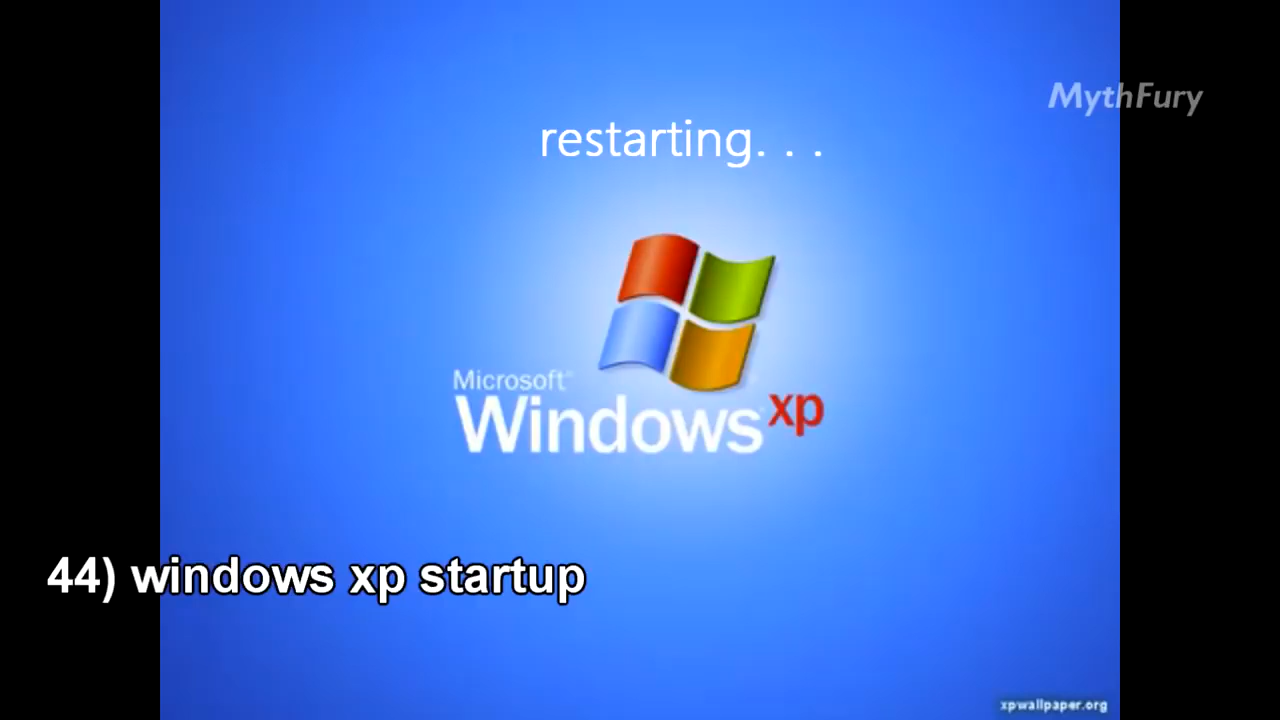 MythFury
restarting. . .
Microsoft®
Windows xp
44) windows xp startup
xpwallpaper.org